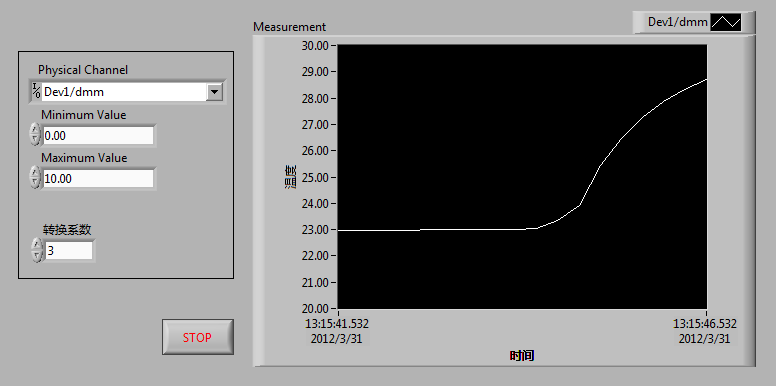 Measurement
Dev1/dmm
Physical Channel
I/O Dev1/dmm
Minimum Value
0.00
Maximum Value
10.00
转换系数
3
STOP
30.00
29.00
28.00
27.00
26.00
25.00
24.00
23.00
22.00
21.00
20.00
温度
13:15:41.532
2012/3/31
13:15:46.532
2012/3/31
时间